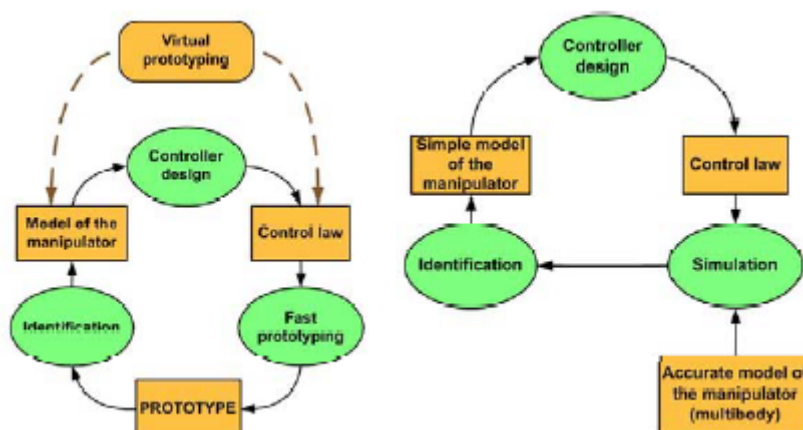 Virtual
prototyping
Controller
design
Model of the
manipulator
Control law
Identification
Fast
prototyping
PROTOTYPE
Controller
design
Simple model
of the
manipulator
Control law
Identification
Simulation
Accurate model of
the manipulator
(multibody)